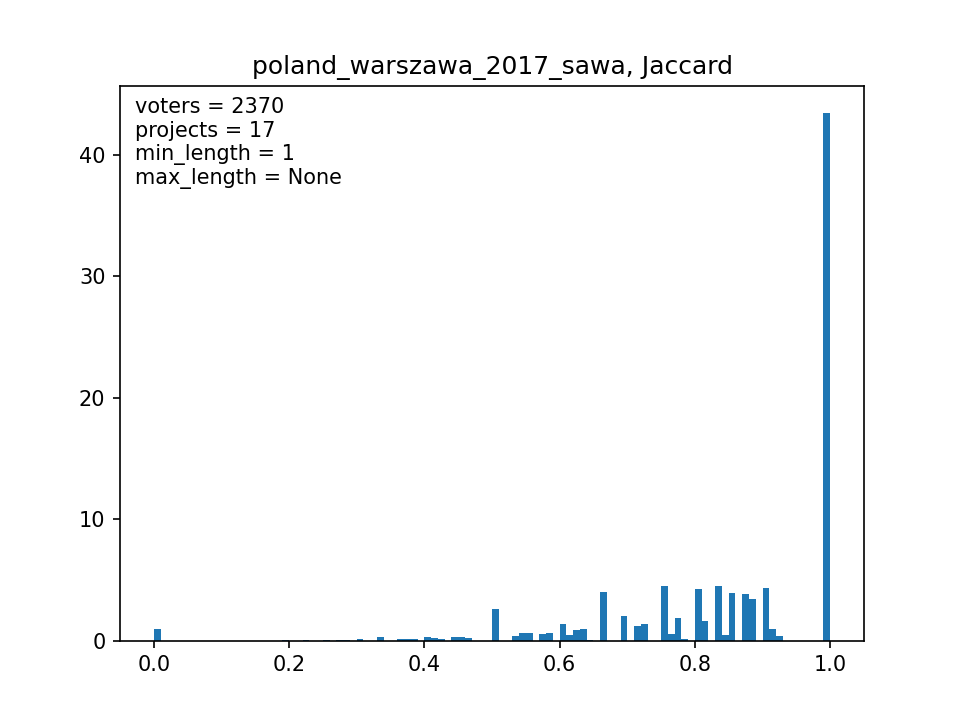 poland_warszawa_2017_sawa, Jaccard
voters = 2370
projects = 17
min_length = 1
max_length = None
40
30
20
10
0
0.0 0.2 0.4 0.6 0.8 1.0